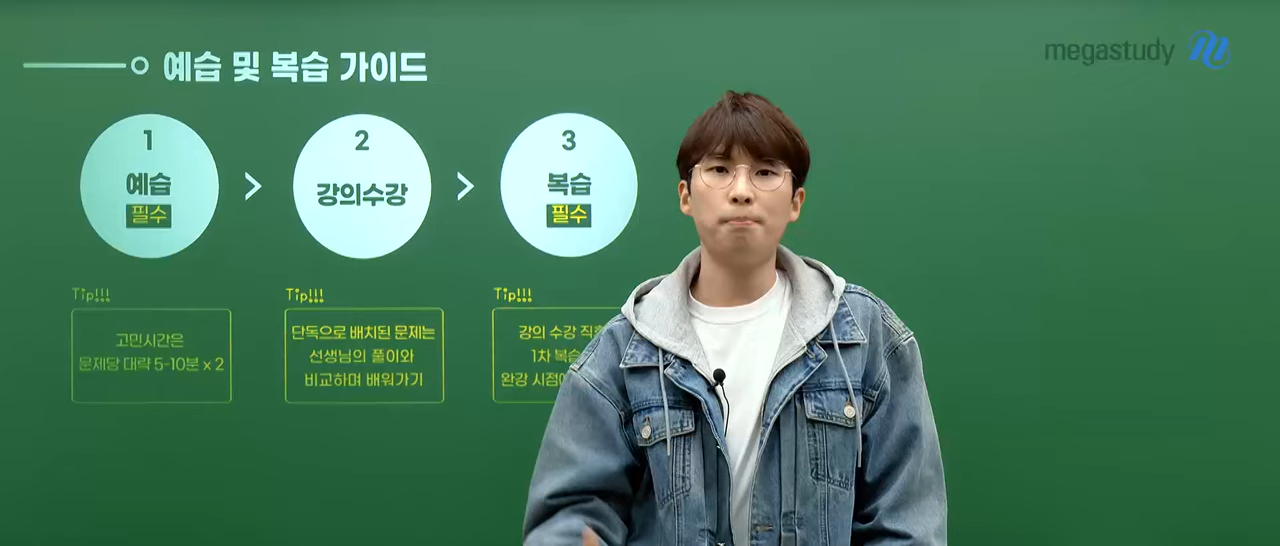 예습 및 복습 가이드
megastudy
1
예습
필수
2
강의수강
3
복습
필수
Tip!!!
고민시간은
문제당 대략 5-10분 x 2
Tip!!!
단독으로 배치된 문제는
선생님의 풀이와
비교하며 배워가기
Tip!!!
강의 수강
1차 복습
완강 시점